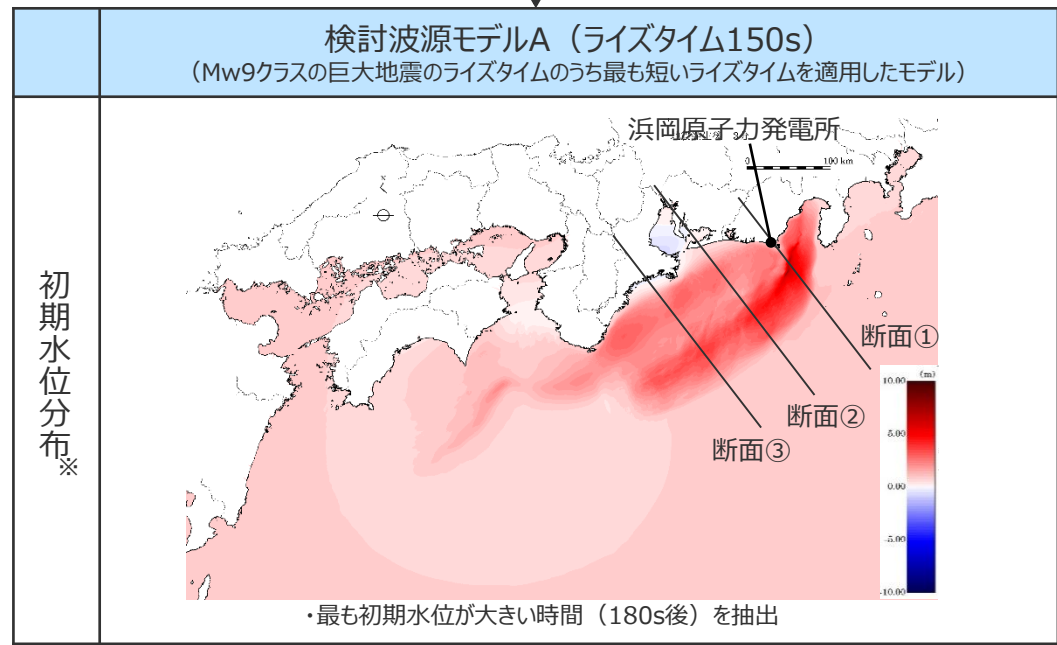 検討波源モデルA（ライズタイム150s）
（Mw9クラスの巨大地震のライズタイムのうち最も短いライズタイムを適用したモデル）
初期水位分布※
浜岡原子力発電所
0 100 km
N
断面①
断面②
断面③
(m)
10.00
5.00
0.00
-5.00
-10.00
・最も初期水位が大きい時間（180s後）を抽出